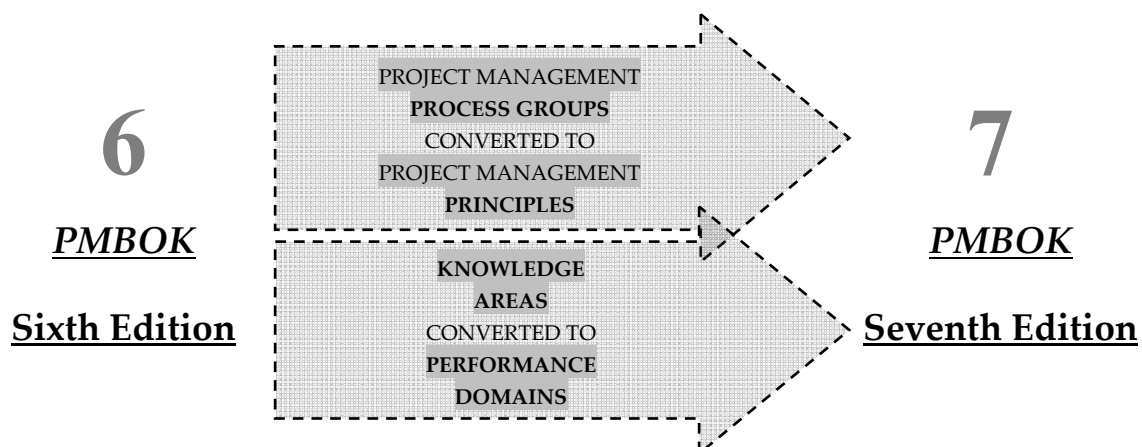 6
PMBOK
Sixth Edition
PROJECT MANAGEMENT
PROCESS GROUPS
CONVERTED TO
PROJECT MANAGEMENT
PRINCIPLES
KNOWLEDGE
AREAS
CONVERTED TO
PERFORMANCE
DOMAINS
7
PMBOK
Seventh Edition